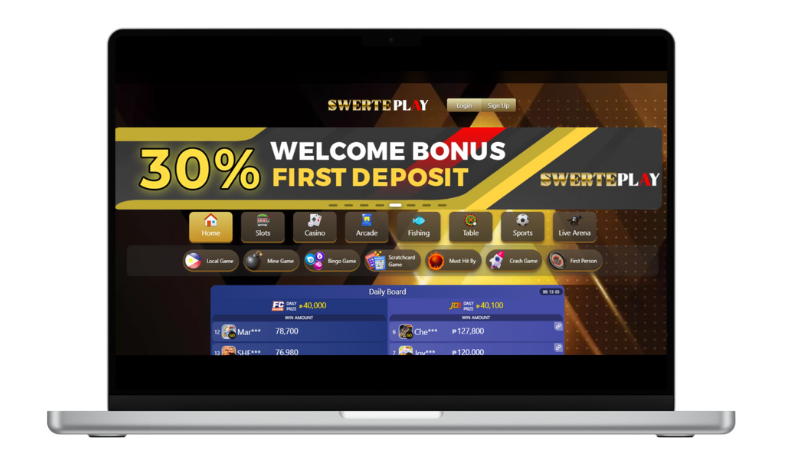 SWERTEPLAY
Login
Sign Up
30%
WELCOME BONUS
FIRST DEPOSIT
SWERTEPLAY
Home
Slots
Casino
Arcade
Fishing
Table
Sports
Live Arena
Local Game
Mine Game
Bingo Game
Scratchcard
Game
Must Hit By
Crash Game
First Person
Daily Board
FC DAILY PRIZE ₱40,000
JILI DAILY PRIZE ₱40,100
WIN AMOUNT
WIN AMOUNT
12 Mar*** 78,700
6 Che*** ₱127,800
13 SHE*** 76,980
7 Joy*** ₱120,000